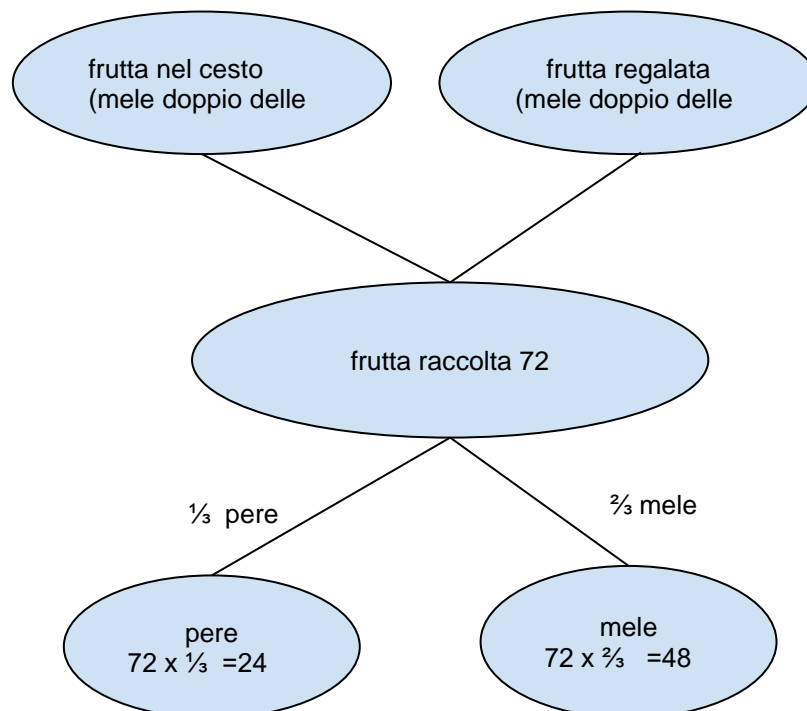 frutta nel cesto
(mele doppio delle
frutta regalata
(mele doppio delle
frutta raccolta 72
⅓ pere
⅔ mele
pere
72 x ⅓ =24
mele
72 x ⅔ =48